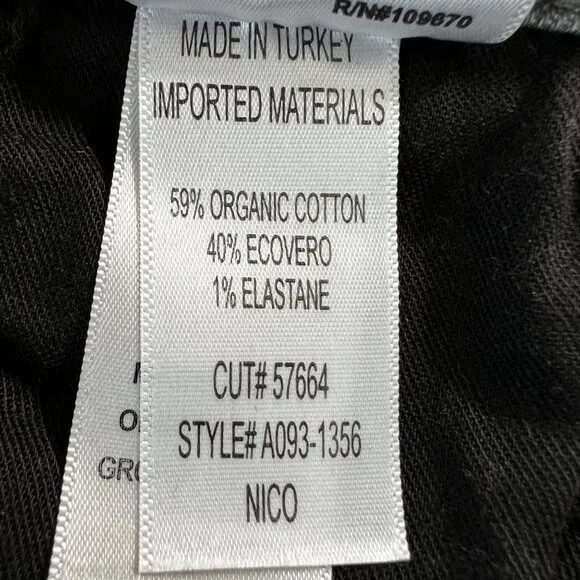 R/N#109670
MADE IN TURKEY
IMPORTED MATERIALS
59% ORGANIC COTTON
40% ECOVERO
1% ELASTANE
CUT# 57664
STYLE# A093-1356
NICO